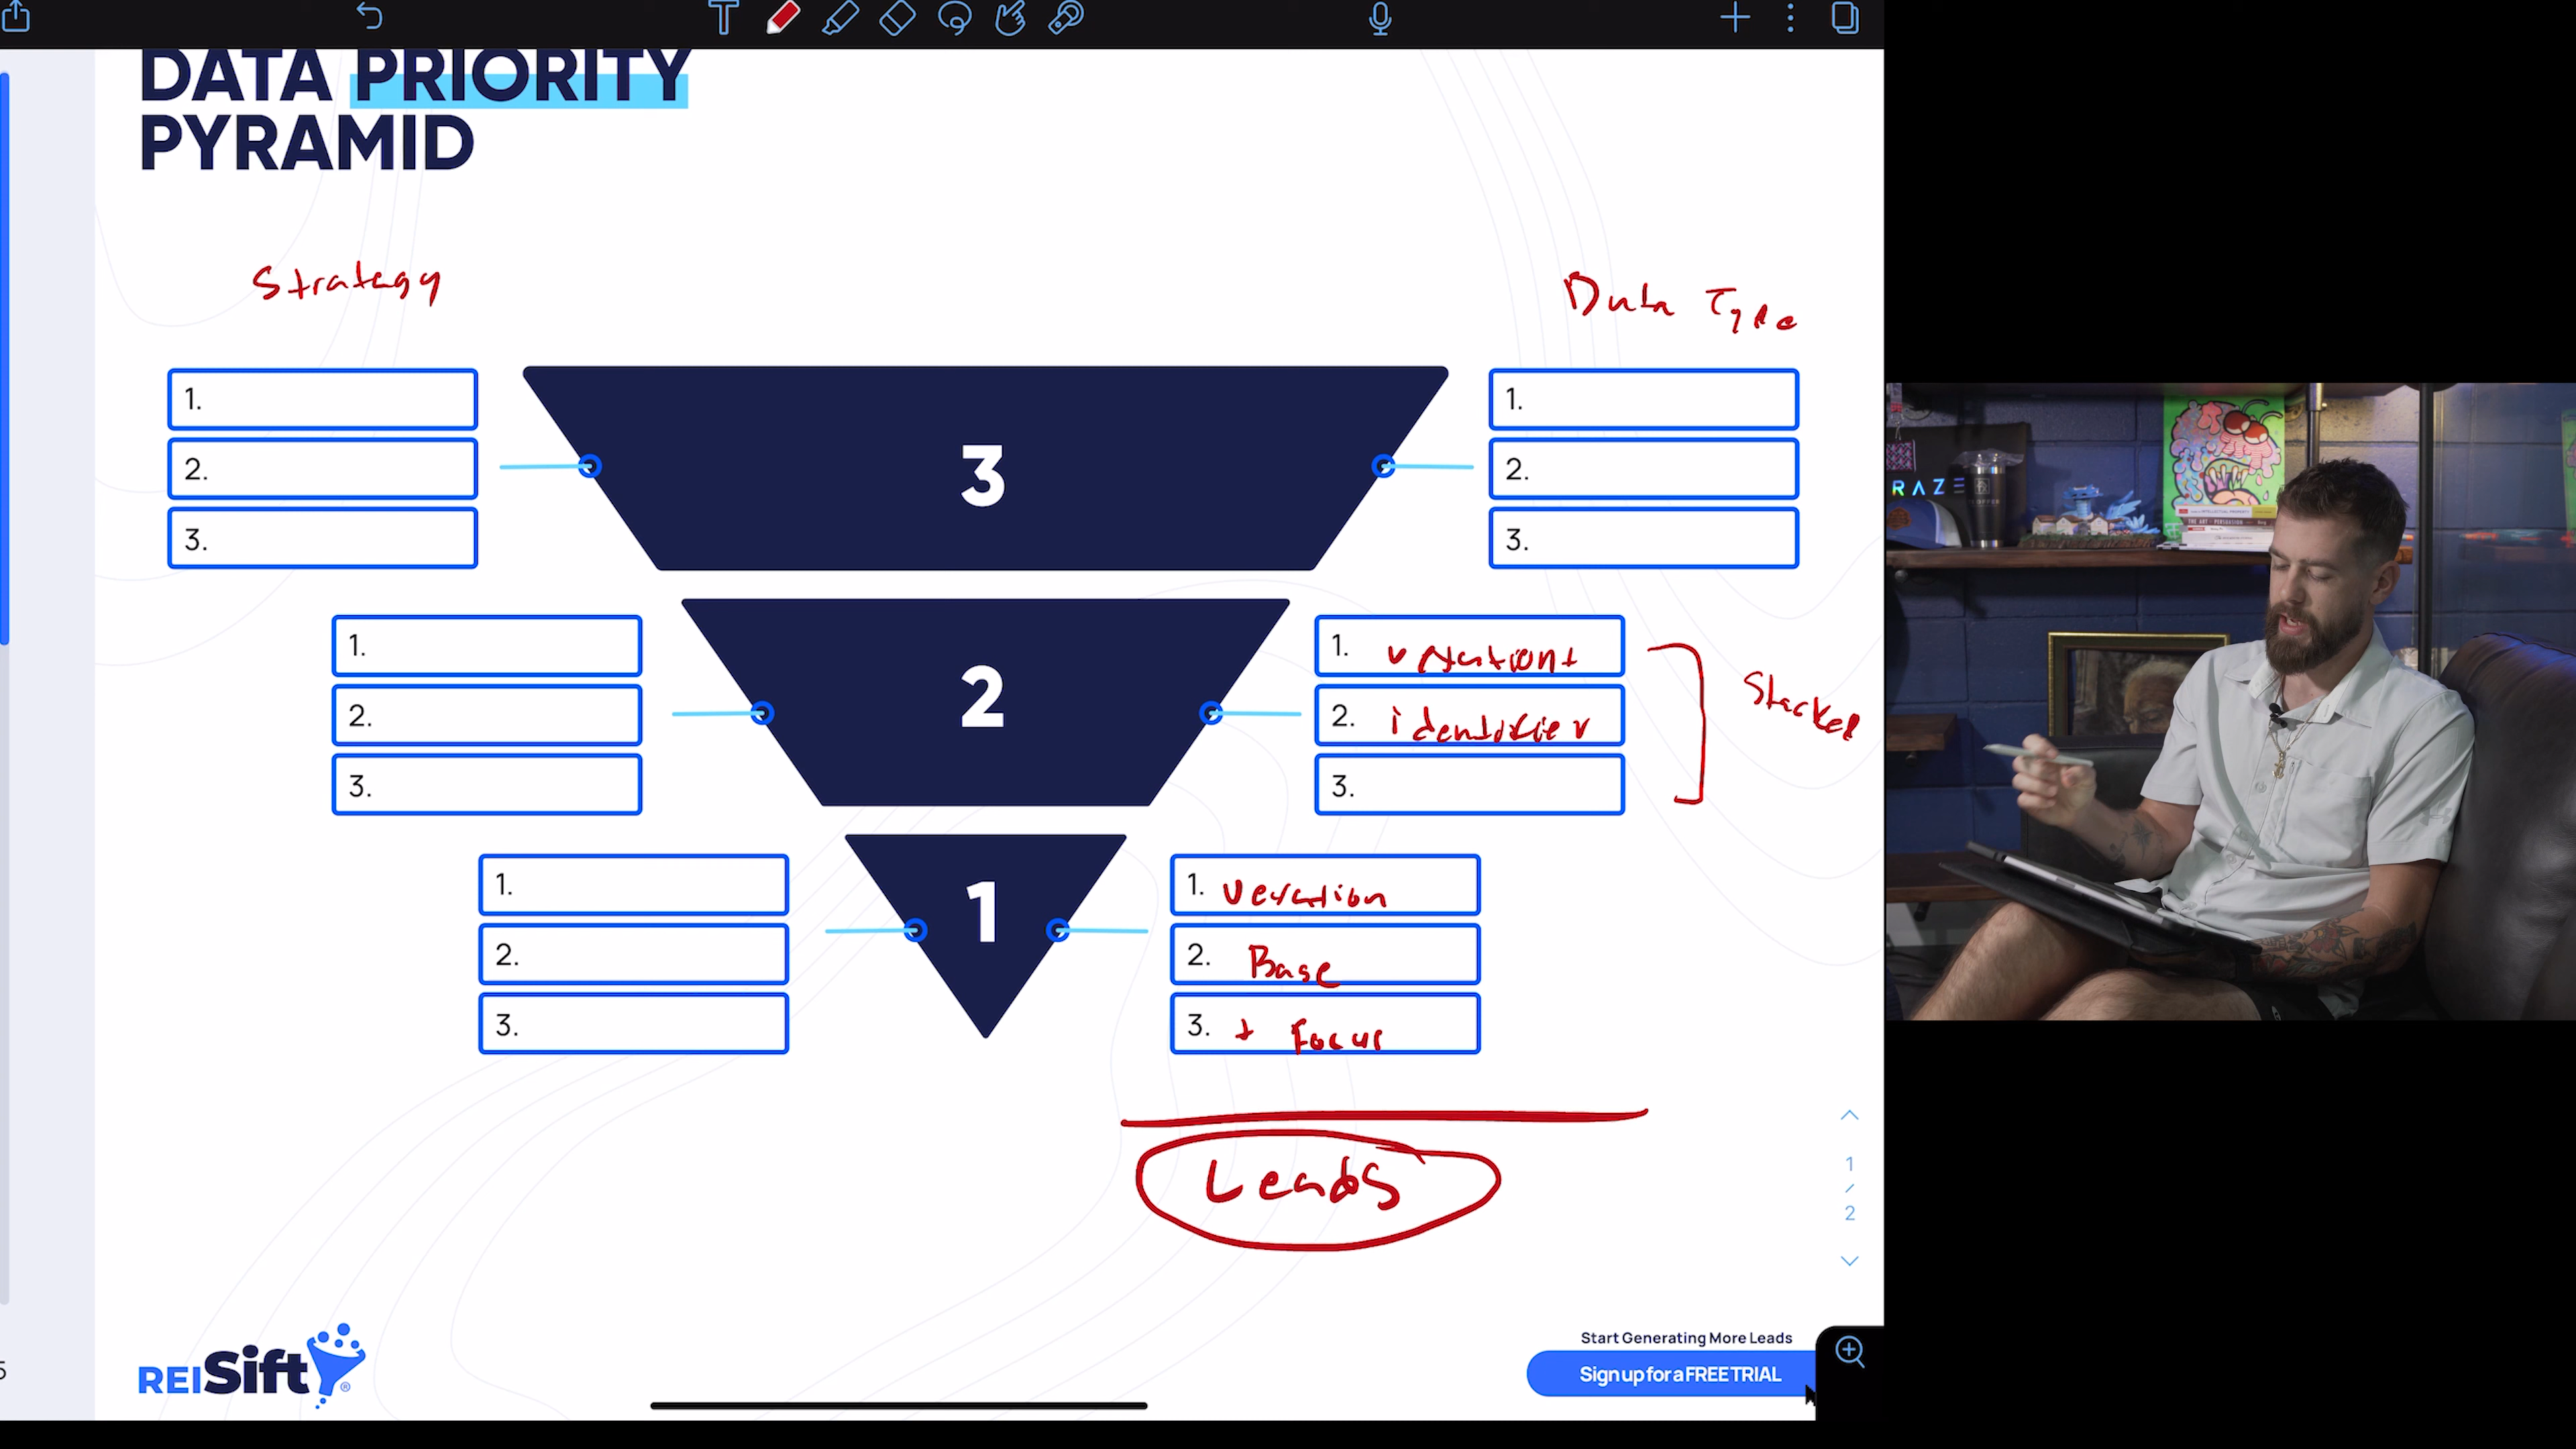 DATA PRIORITY
PYRAMID
Strategy
Data Type
1.
2.
3.
3
1.
2.
3.
1.
2.
3.
2
1.
2. identifier
3.
Stacked
1.
2.
3.
1
1.
2. Base
3. + Focus
Leads
1
/
2
REISift®
Start Generating More Leads
Sign up for a FREE TRIAL
5
RAZE